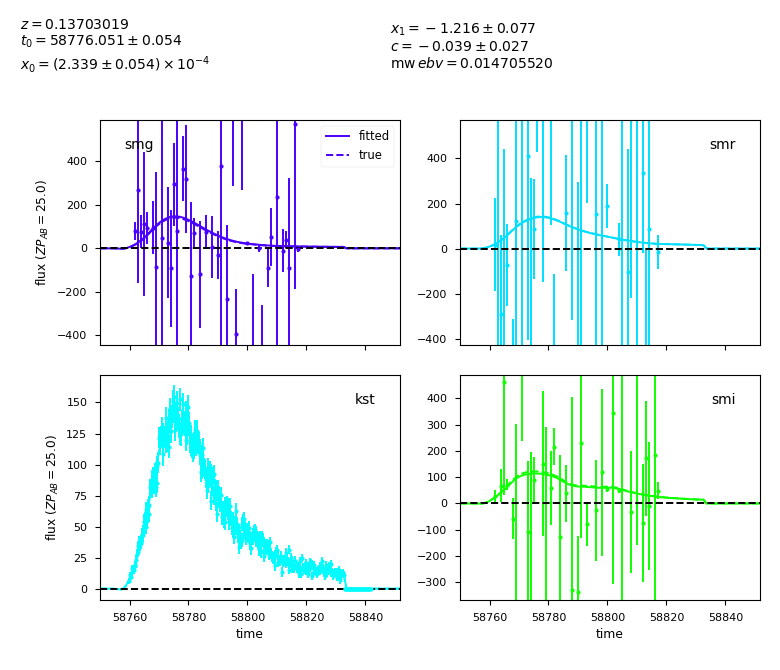 z = 0.13703019
t₀ = 58776.051 ± 0.054
x₀ = (2.339 ± 0.054) × 10⁻⁴
x₁ = −1.216 ± 0.077
c = −0.039 ± 0.027
mw ebv = 0.014705520
smg
fitted
true
400
200
0
−200
−400
flux (ZP_AB = 25.0)
smr
400
200
0
−200
−400
kst
150
125
100
75
50
25
0
flux (ZP_AB = 25.0)
58760 58780 58800 58820 58840
time
smi
400
300
200
100
0
−100
−200
−300
58760 58780 58800 58820 58840
time